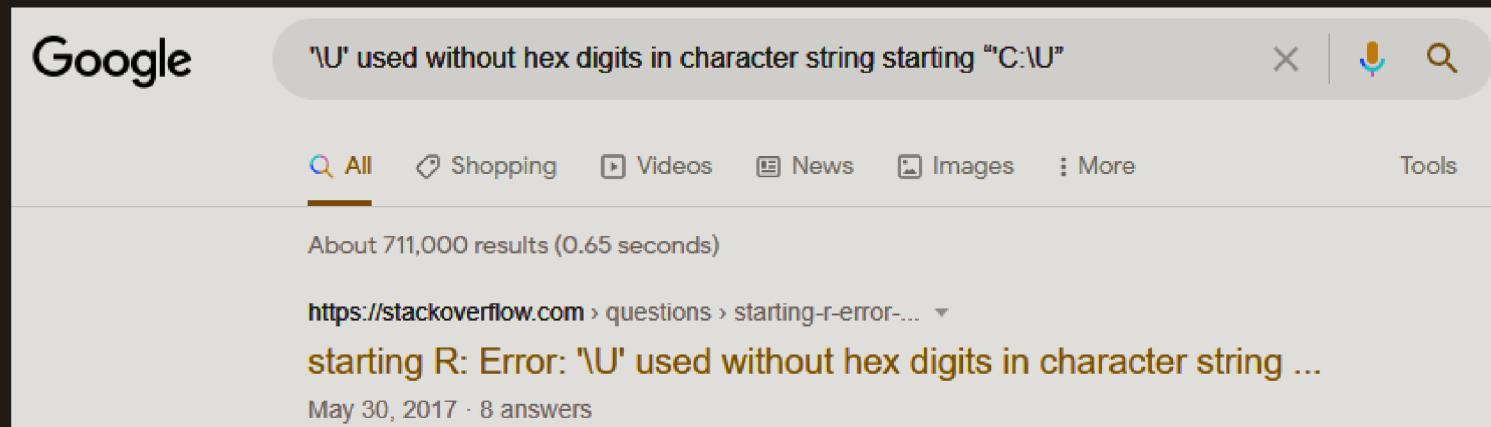 Google
'\U' used without hex digits in character string starting “'C:\U”
All Shopping Videos News Images More Tools
About 711,000 results (0.65 seconds)
https://stackoverflow.com › questions › starting-r-error-...
starting R: Error: '\U' used without hex digits in character string ...
May 30, 2017 · 8 answers